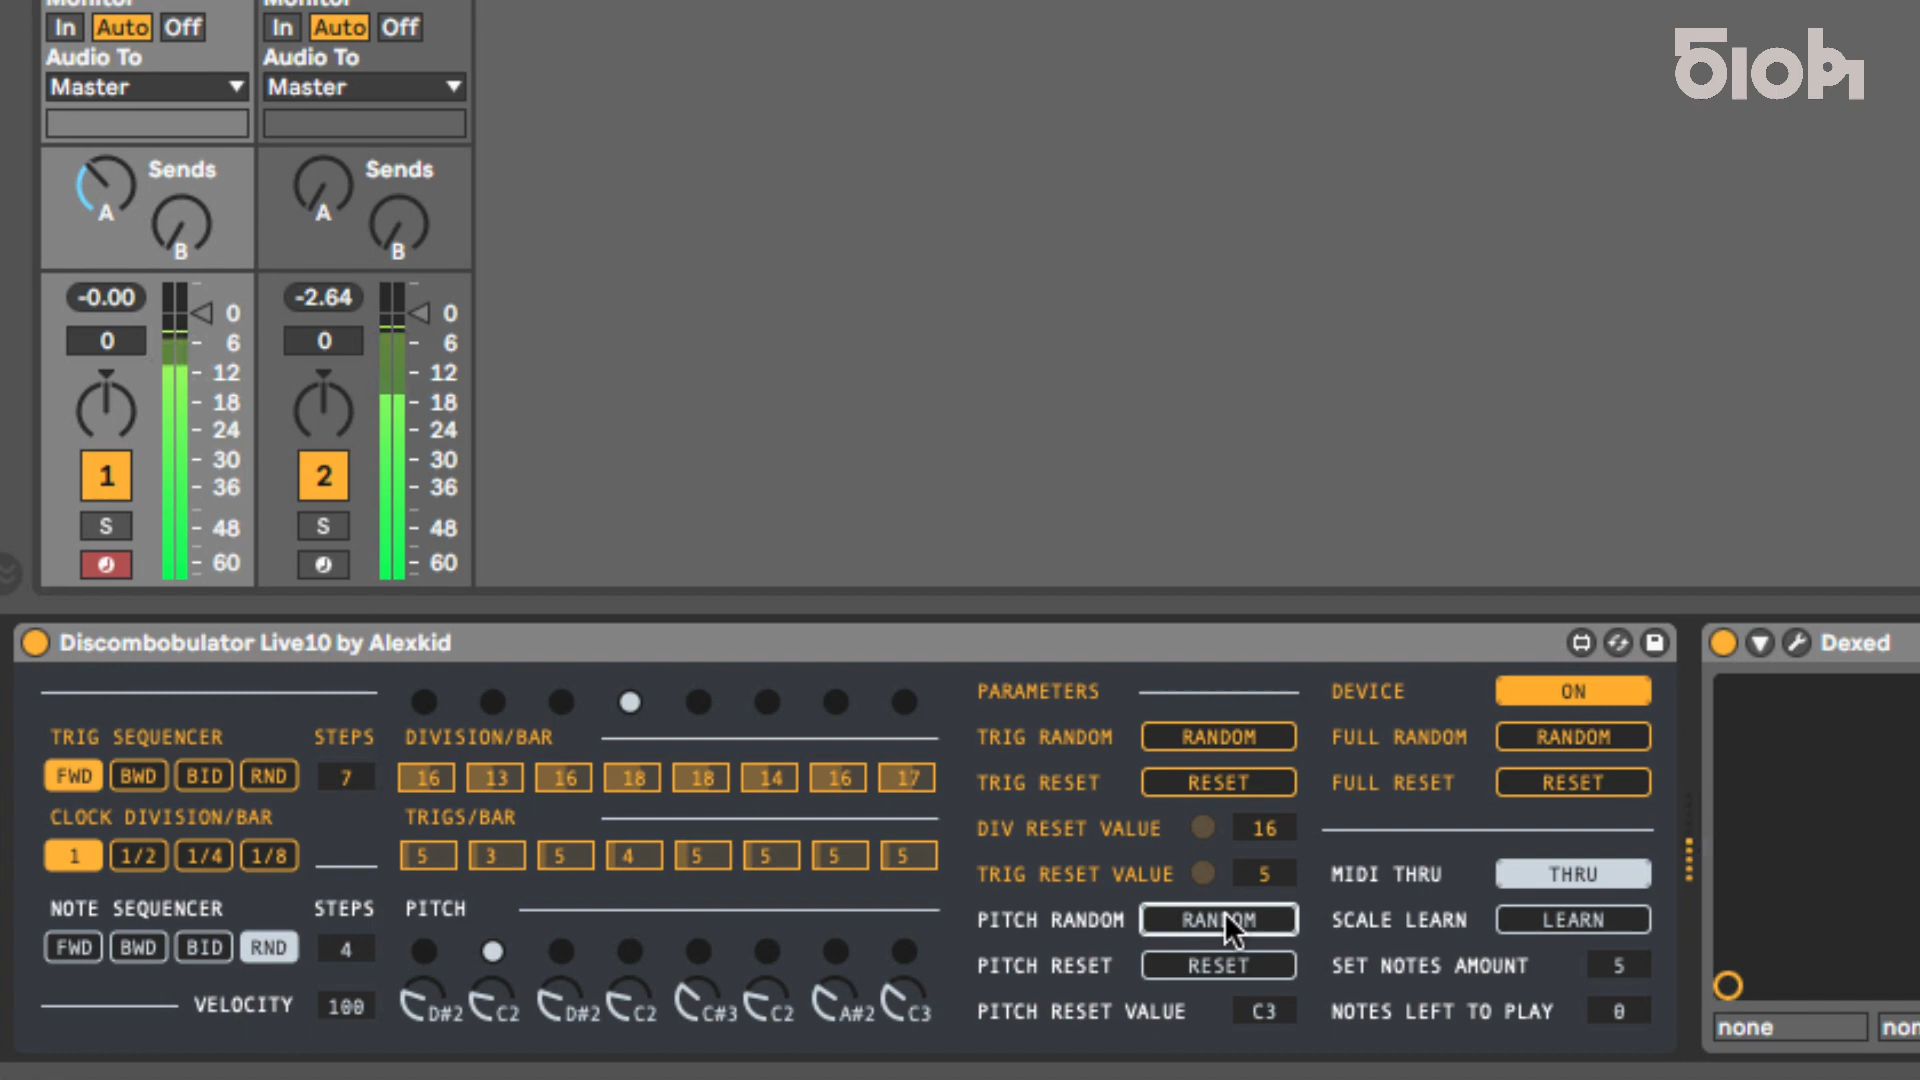 Monitor Monitor
In Auto Off In Auto Off
Audio To Audio To
Master Master
Sends Sends
A A
B B
-0.00 0 -2.64 0
0 6 0 6
12 12
18 18
24 24
1 30 2 30
36 36
S 48 S 48
60 60
Discombobulator Live10 by Alexkid
TRIG SEQUENCER STEPS
FWD BWD BID RND 7
CLOCK DIVISION/BAR
1 1/2 1/4 1/8
NOTE SEQUENCER STEPS
FWD BWD BID RND 4
VELOCITY 100
DIVISION/BAR
16 13 16 18 18 14 16 17
TRIGS/BAR
5 3 5 4 5 5 5 5
PITCH
D#2 C2 D#2 C2 C#3 C2 A#2 C3
PARAMETERS
TRIG RANDOM RANDOM
TRIG RESET RESET
DIV RESET VALUE 16
TRIG RESET VALUE 5
PITCH RANDOM RANDOM
PITCH RESET RESET
PITCH RESET VALUE C3
DEVICE ON
FULL RANDOM RANDOM
FULL RESET RESET
MIDI THRU THRU
SCALE LEARN LEARN
SET NOTES AMOUNT 5
NOTES LEFT TO PLAY 0
Dexed
none